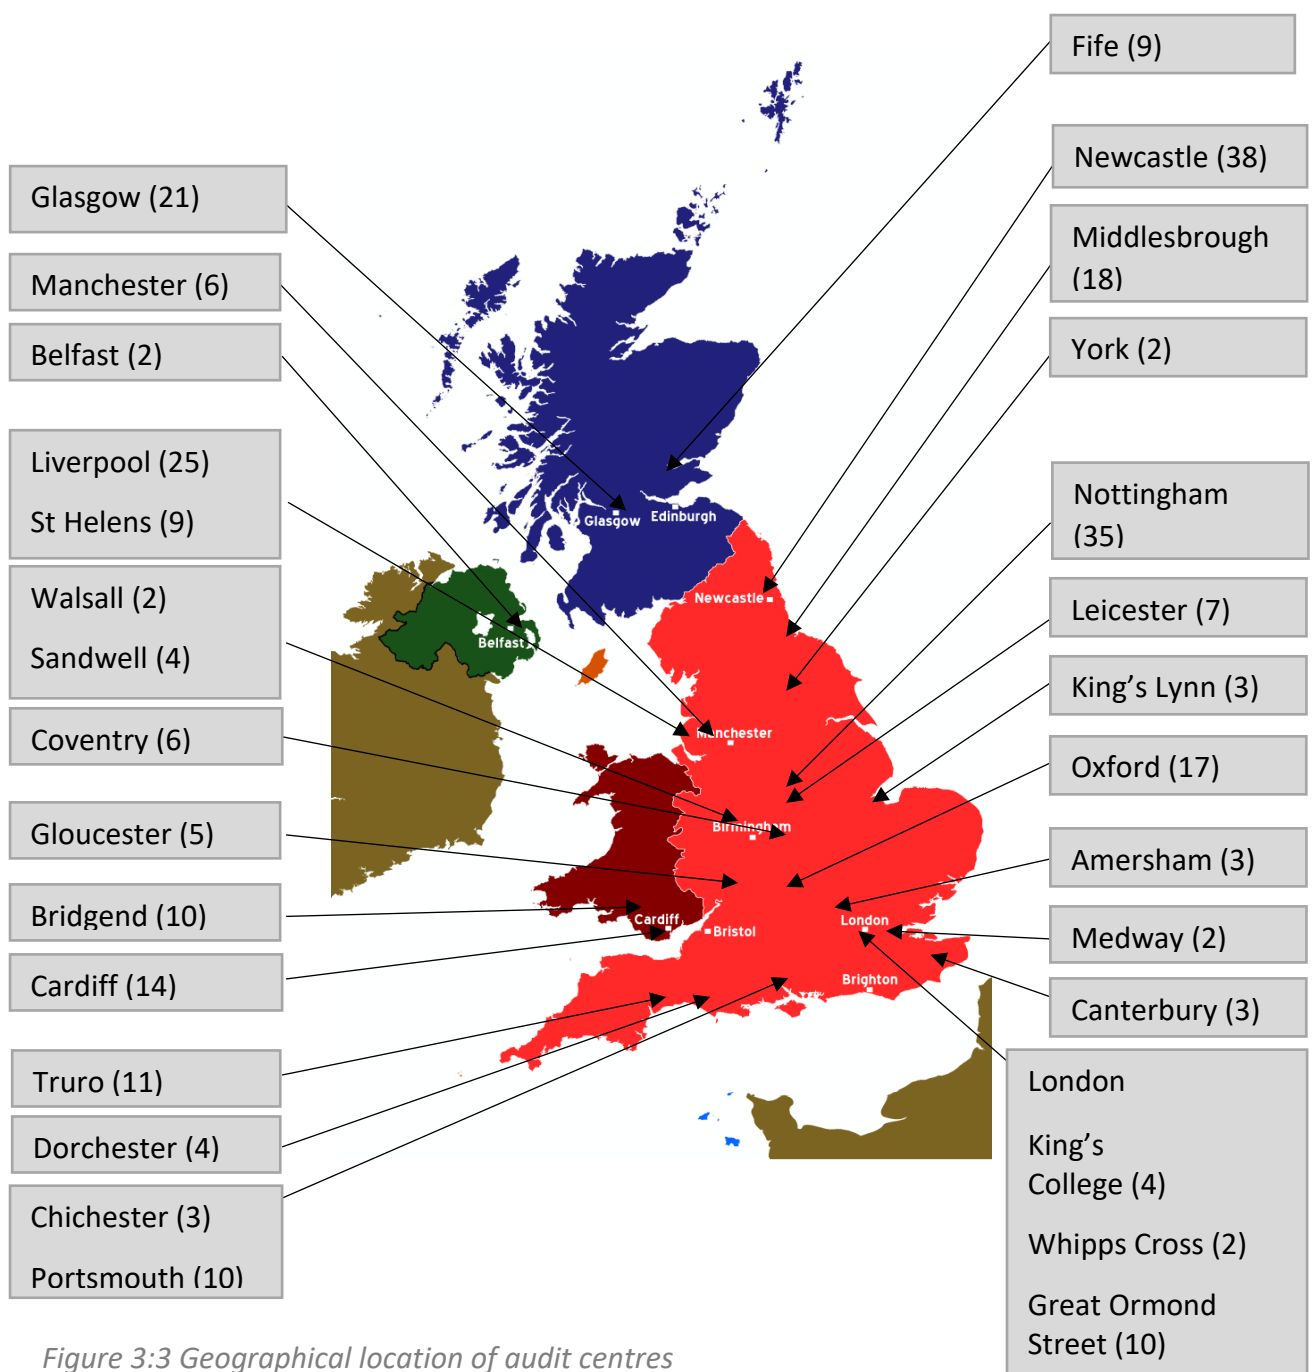 Fife (9)
Newcastle (38)
Middlesbrough
(18)
York (2)
Nottingham
(35)
Leicester (7)
King’s Lynn (3)
Oxford (17)
Amersham (3)
Medway (2)
Canterbury (3)
London
King’s
College (4)
Whipps Cross (2)
Great Ormond
Street (10)
Glasgow (21)
Manchester (6)
Belfast (2)
Liverpool (25)
St Helens (9)
Walsall (2)
Sandwell (4)
Coventry (6)
Gloucester (5)
Bridgend (10)
Cardiff (14)
Truro (11)
Dorchester (4)
Chichester (3)
Portsmouth (10)
Glasgow
Edinburgh
Newcastle
Belfast
Manchester
Birmingham
Cardiff
Bristol
London
Brighton
Figure 3:3 Geographical location of audit centres